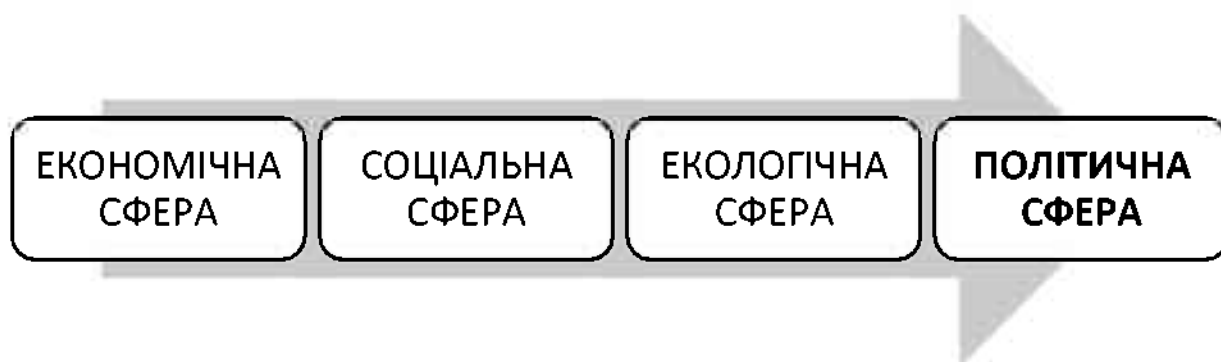 ЕКОНОМІЧНА
СФЕРА
СОЦІАЛЬНА
СФЕРА
ЕКОЛОГІЧНА
СФЕРА
ПОЛІТИЧНА
СФЕРА